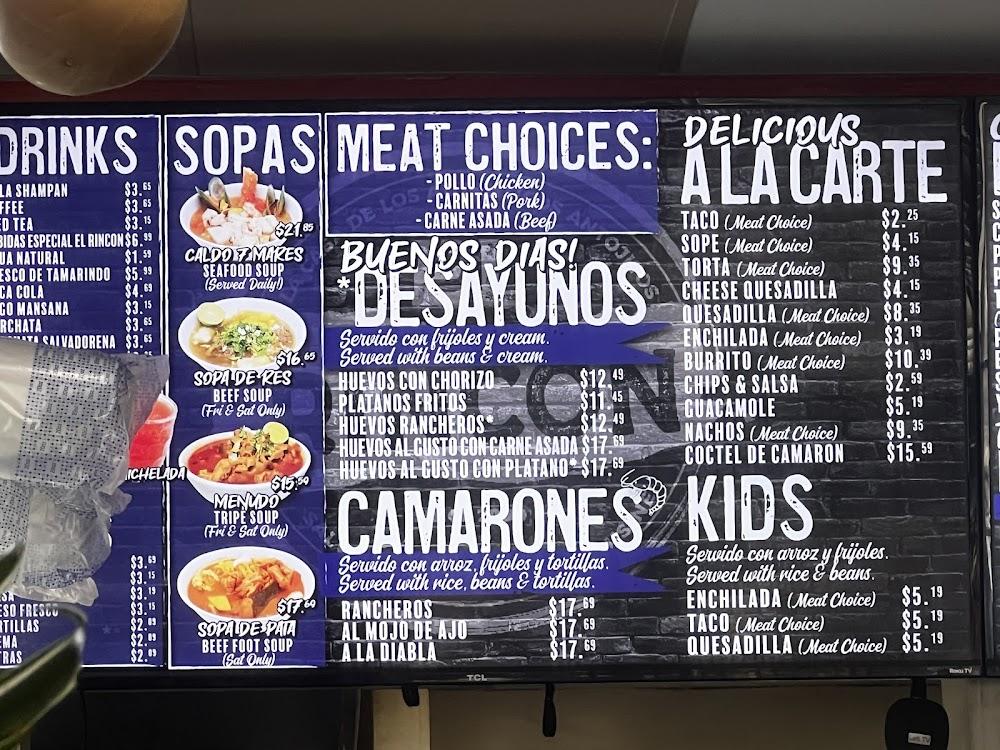 DRINKS
LA SHAMPAN $3.65
FFEE $3.65
ED TEA $3.15
BIDAS ESPECIAL EL RINCON $6.99
UA NATURAL $1.59
ESCO DE TAMARINDO $5.99
CA COLA $4.69
GO MANSANA $3.15
RCHATA $3.65
SALVADORENA $3.65
ICHELADA
$3.69
$3.15
$3.19
ESO FRESCO $3.15
RTILLAS $2.09
EMA $2.09
TRAS $2.09
SOPAS
$21.85
CALDO 7 MARES
SEAFOOD SOUP
(Served Daily!)
$16.65
SOPA DE RES
BEEF SOUP
(Fri & Sat Only)
$15.59
MENUDO
TRIPE SOUP
(Fri & Sat Only)
$17.69
SOPA DE PATA
BEEF FOOT SOUP
(Sat Only)
MEAT CHOICES:
- POLLO (Chicken)
- CARNITAS (Pork)
- CARNE ASADA (Beef)
BUENOS DIAS!
*DESAYUNOS
Servido con frijoles y cream.
Served with beans & cream.
HUEVOS CON CHORIZO $12.49
PLATANOS FRITOS $11.45
HUEVOS RANCHEROS* $12.49
HUEVOS AL GUSTO CON CARNE ASADA $17.69
HUEVOS AL GUSTO CON PLATANO* $17.69
CAMARONES
Servido con arroz, frijoles y tortillas.
Served with rice, beans & tortillas.
RANCHEROS $17.69
AL MOJO DE AJO $17.69
A LA DIABLA $17.69
DELICIOUS
A LA CARTE
TACO (Meat Choice) $2.25
SOPE (Meat Choice) $4.15
TORTA (Meat Choice) $9.35
CHEESE QUESADILLA $4.15
QUESADILLA (Meat Choice) $8.35
ENCHILADA (Meat Choice) $3.19
BURRITO (Meat Choice) $10.39
CHIPS & SALSA $2.59
GUACAMOLE $5.19
NACHOS (Meat Choice) $9.35
COCTEL DE CAMARON $15.59
KIDS
Servido con arroz y frijoles.
Served with rice & beans.
ENCHILADA (Meat Choice) $5.19
TACO (Meat Choice) $5.19
QUESADILLA (Meat Choice) $5.19
TCL
Roku TV